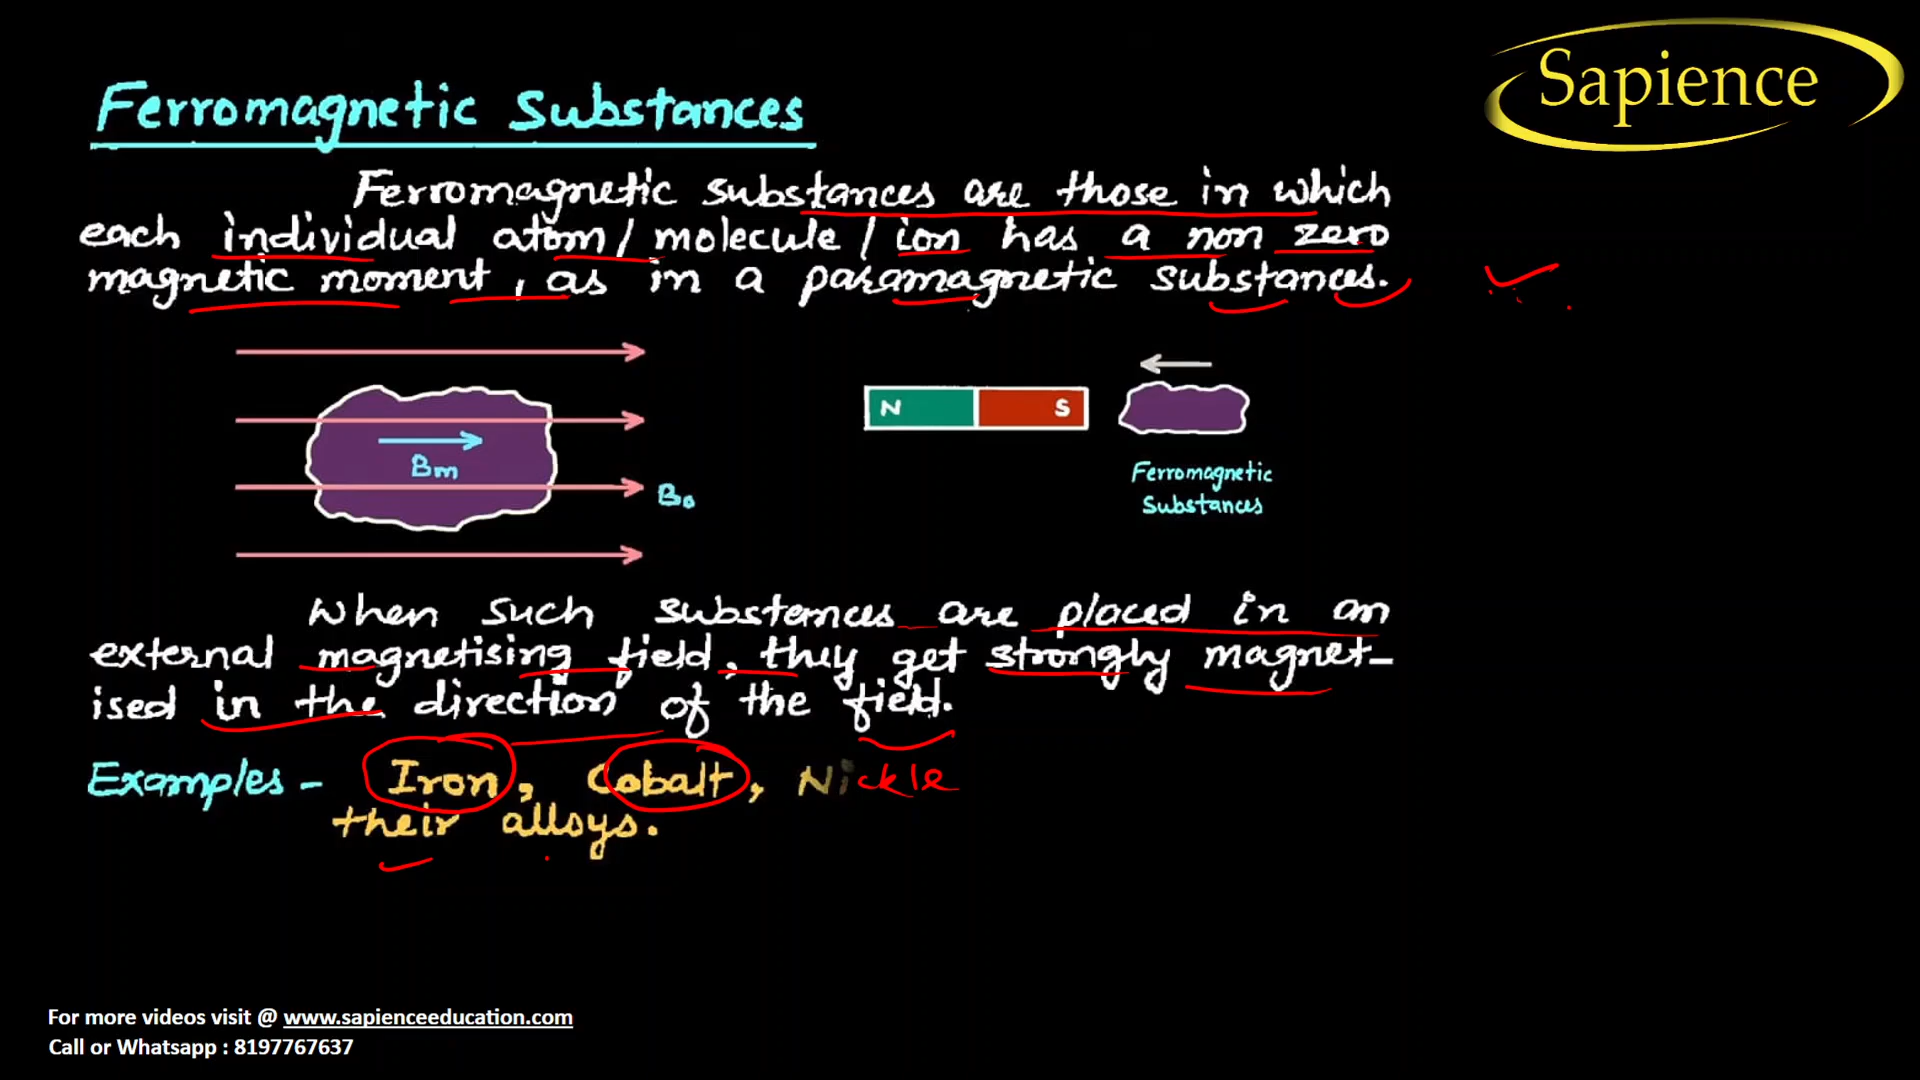 Sapience
Ferromagnetic Substances
Ferromagnetic substances are those in which
each individual atom/molecule/ion has a non zero
magnetic moment, as in a paramagnetic substances.
N S
Bm
B₀
Ferromagnetic
Substances
When such substances are placed in an
external magnetising field, they get strongly magnet-
ised in the direction of the field.
Examples - Iron, Cobalt, Nickle
their alloys.
For more videos visit @ www.sapienceeducation.com
Call or Whatsapp : 8197767637